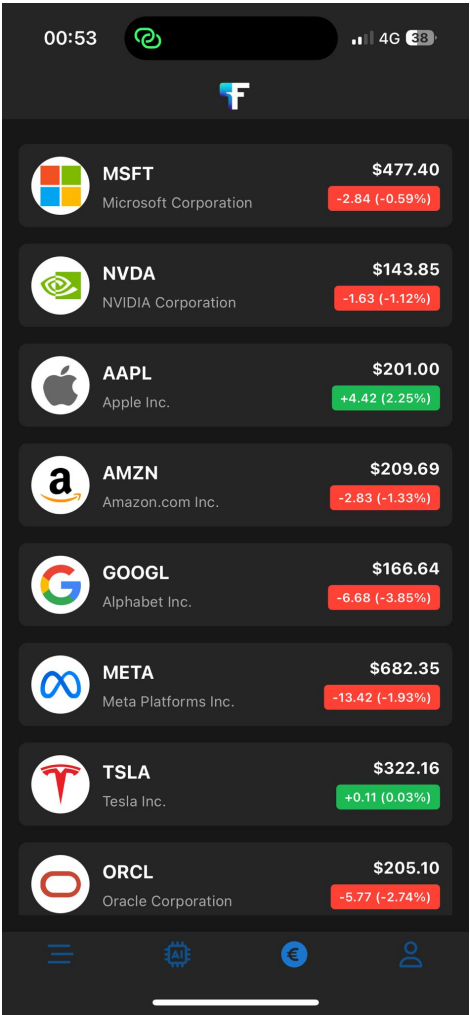 00:53 4G 38
TF
MSFT $477.40
Microsoft Corporation -2.84 (-0.59%)
NVDA $143.85
NVIDIA Corporation -1.63 (-1.12%)
AAPL $201.00
Apple Inc. +4.42 (2.25%)
AMZN $209.69
a
Amazon.com Inc. -2.83 (-1.33%)
GOOGL $166.64
G
Alphabet Inc. -6.68 (-3.85%)
META $682.35
Meta Platforms Inc. -13.42 (-1.93%)
TSLA $322.16
Tesla Inc. +0.11 (0.03%)
ORCL $205.10
Oracle Corporation -5.77 (-2.74%)
AI €